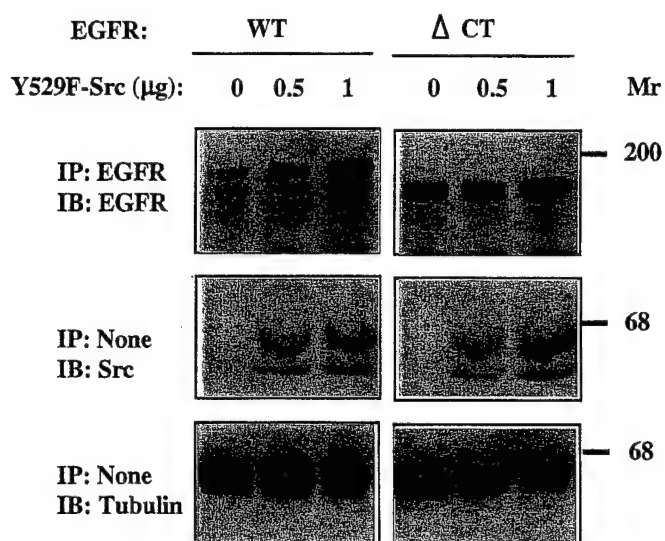 EGFR: WT Δ CT
Y529F-Src (μg): 0 0.5 1 0 0.5 1 Mr
200
IP: EGFR
IB: EGFR
68
IP: None
IB: Src
68
IP: None
IB: Tubulin